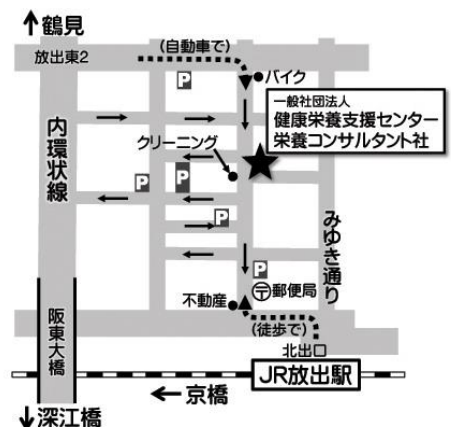 ↑鶴見
放出東2
(自動車で)
P
バイク
一般社団法人
健康栄養支援センター
栄養コンサルタント社
クリーニング
内環状線
P
P
P
みゆき通り
P
〒郵便局
不動産
(徒歩で)
阪東大橋
北出口
JR放出駅
←京橋
↓深江橋